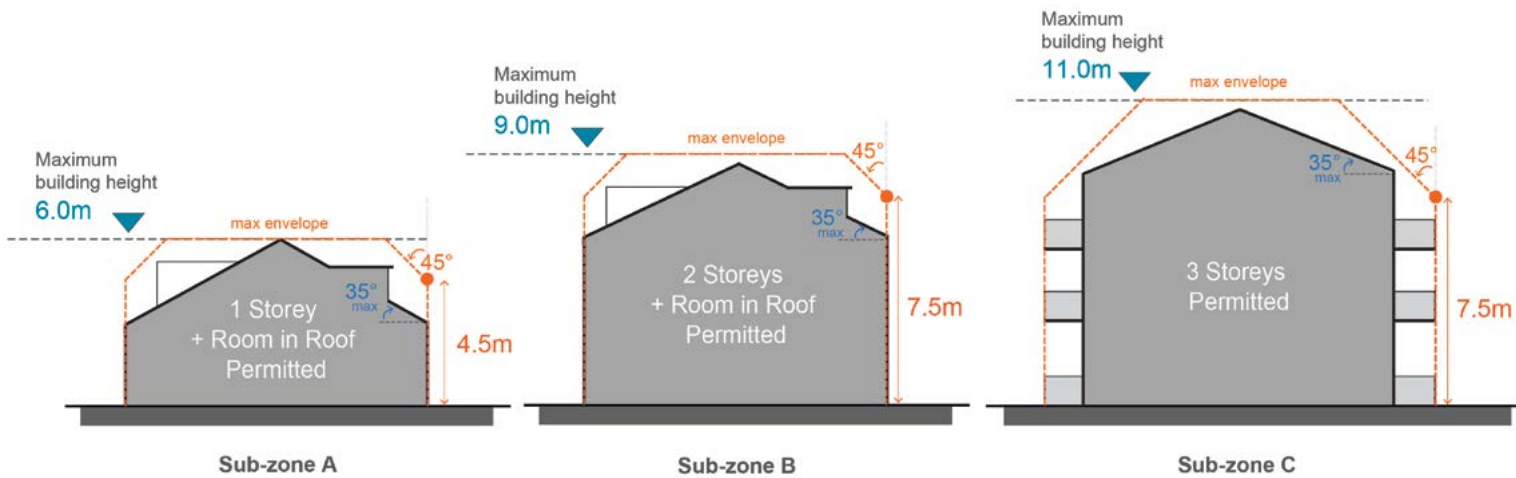 Maximum
building height
6.0m
max envelope
45°
35°
max
1 Storey
+ Room in Roof
Permitted
4.5m
Sub-zone A
Maximum
building height
9.0m
max envelope
45°
35°
max
2 Storeys
+ Room in Roof
Permitted
7.5m
Sub-zone B
Maximum
building height
11.0m
max envelope
45°
35°
max
3 Storeys
Permitted
7.5m
Sub-zone C